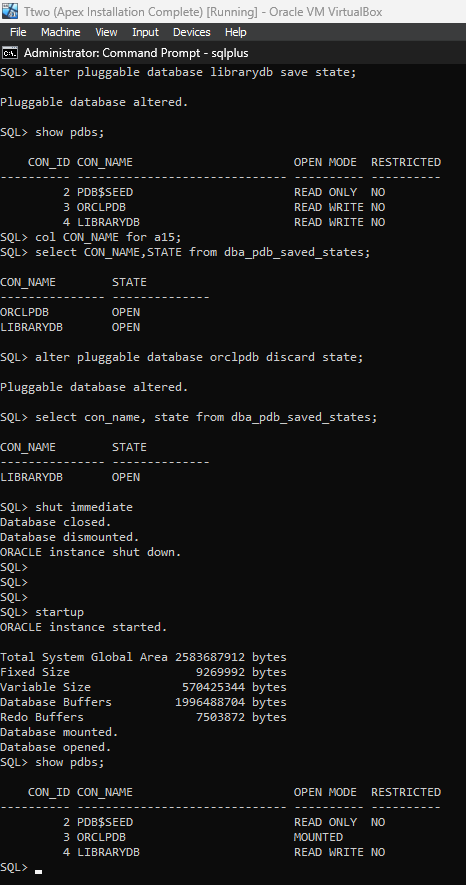 Ttwo (Apex Installation Complete) [Running] - Oracle VM VirtualBox
File Machine View Input Devices Help
Administrator: Command Prompt - sqlplus
SQL> alter pluggable database librarydb save state;
Pluggable database altered.
SQL> show pdbs;
    CON_ID CON_NAME                       OPEN MODE  RESTRICTED
---------- ------------------------------ ---------- ----------
         2 PDB$SEED                       READ ONLY  NO
         3 ORCLPDB                        READ WRITE NO
         4 LIBRARYDB                      READ WRITE NO
SQL> col CON_NAME for a15;
SQL> select CON_NAME,STATE from dba_pdb_saved_states;
CON_NAME        STATE
--------------- --------------
ORCLPDB         OPEN
LIBRARYDB       OPEN
SQL> alter pluggable database orclpdb discard state;
Pluggable database altered.
SQL> select con_name, state from dba_pdb_saved_states;
CON_NAME        STATE
--------------- --------------
LIBRARYDB       OPEN
SQL> shut immediate
Database closed.
Database dismounted.
ORACLE instance shut down.
SQL>
SQL>
SQL>
SQL> startup
ORACLE instance started.
Total System Global Area 2583687912 bytes
Fixed Size                  9269992 bytes
Variable Size             570425344 bytes
Database Buffers         1996488704 bytes
Redo Buffers                7503872 bytes
Database mounted.
Database opened.
SQL> show pdbs;
    CON_ID CON_NAME                       OPEN MODE  RESTRICTED
---------- ------------------------------ ---------- ----------
         2 PDB$SEED                       READ ONLY  NO
         3 ORCLPDB                        MOUNTED
         4 LIBRARYDB                      READ WRITE NO
SQL>